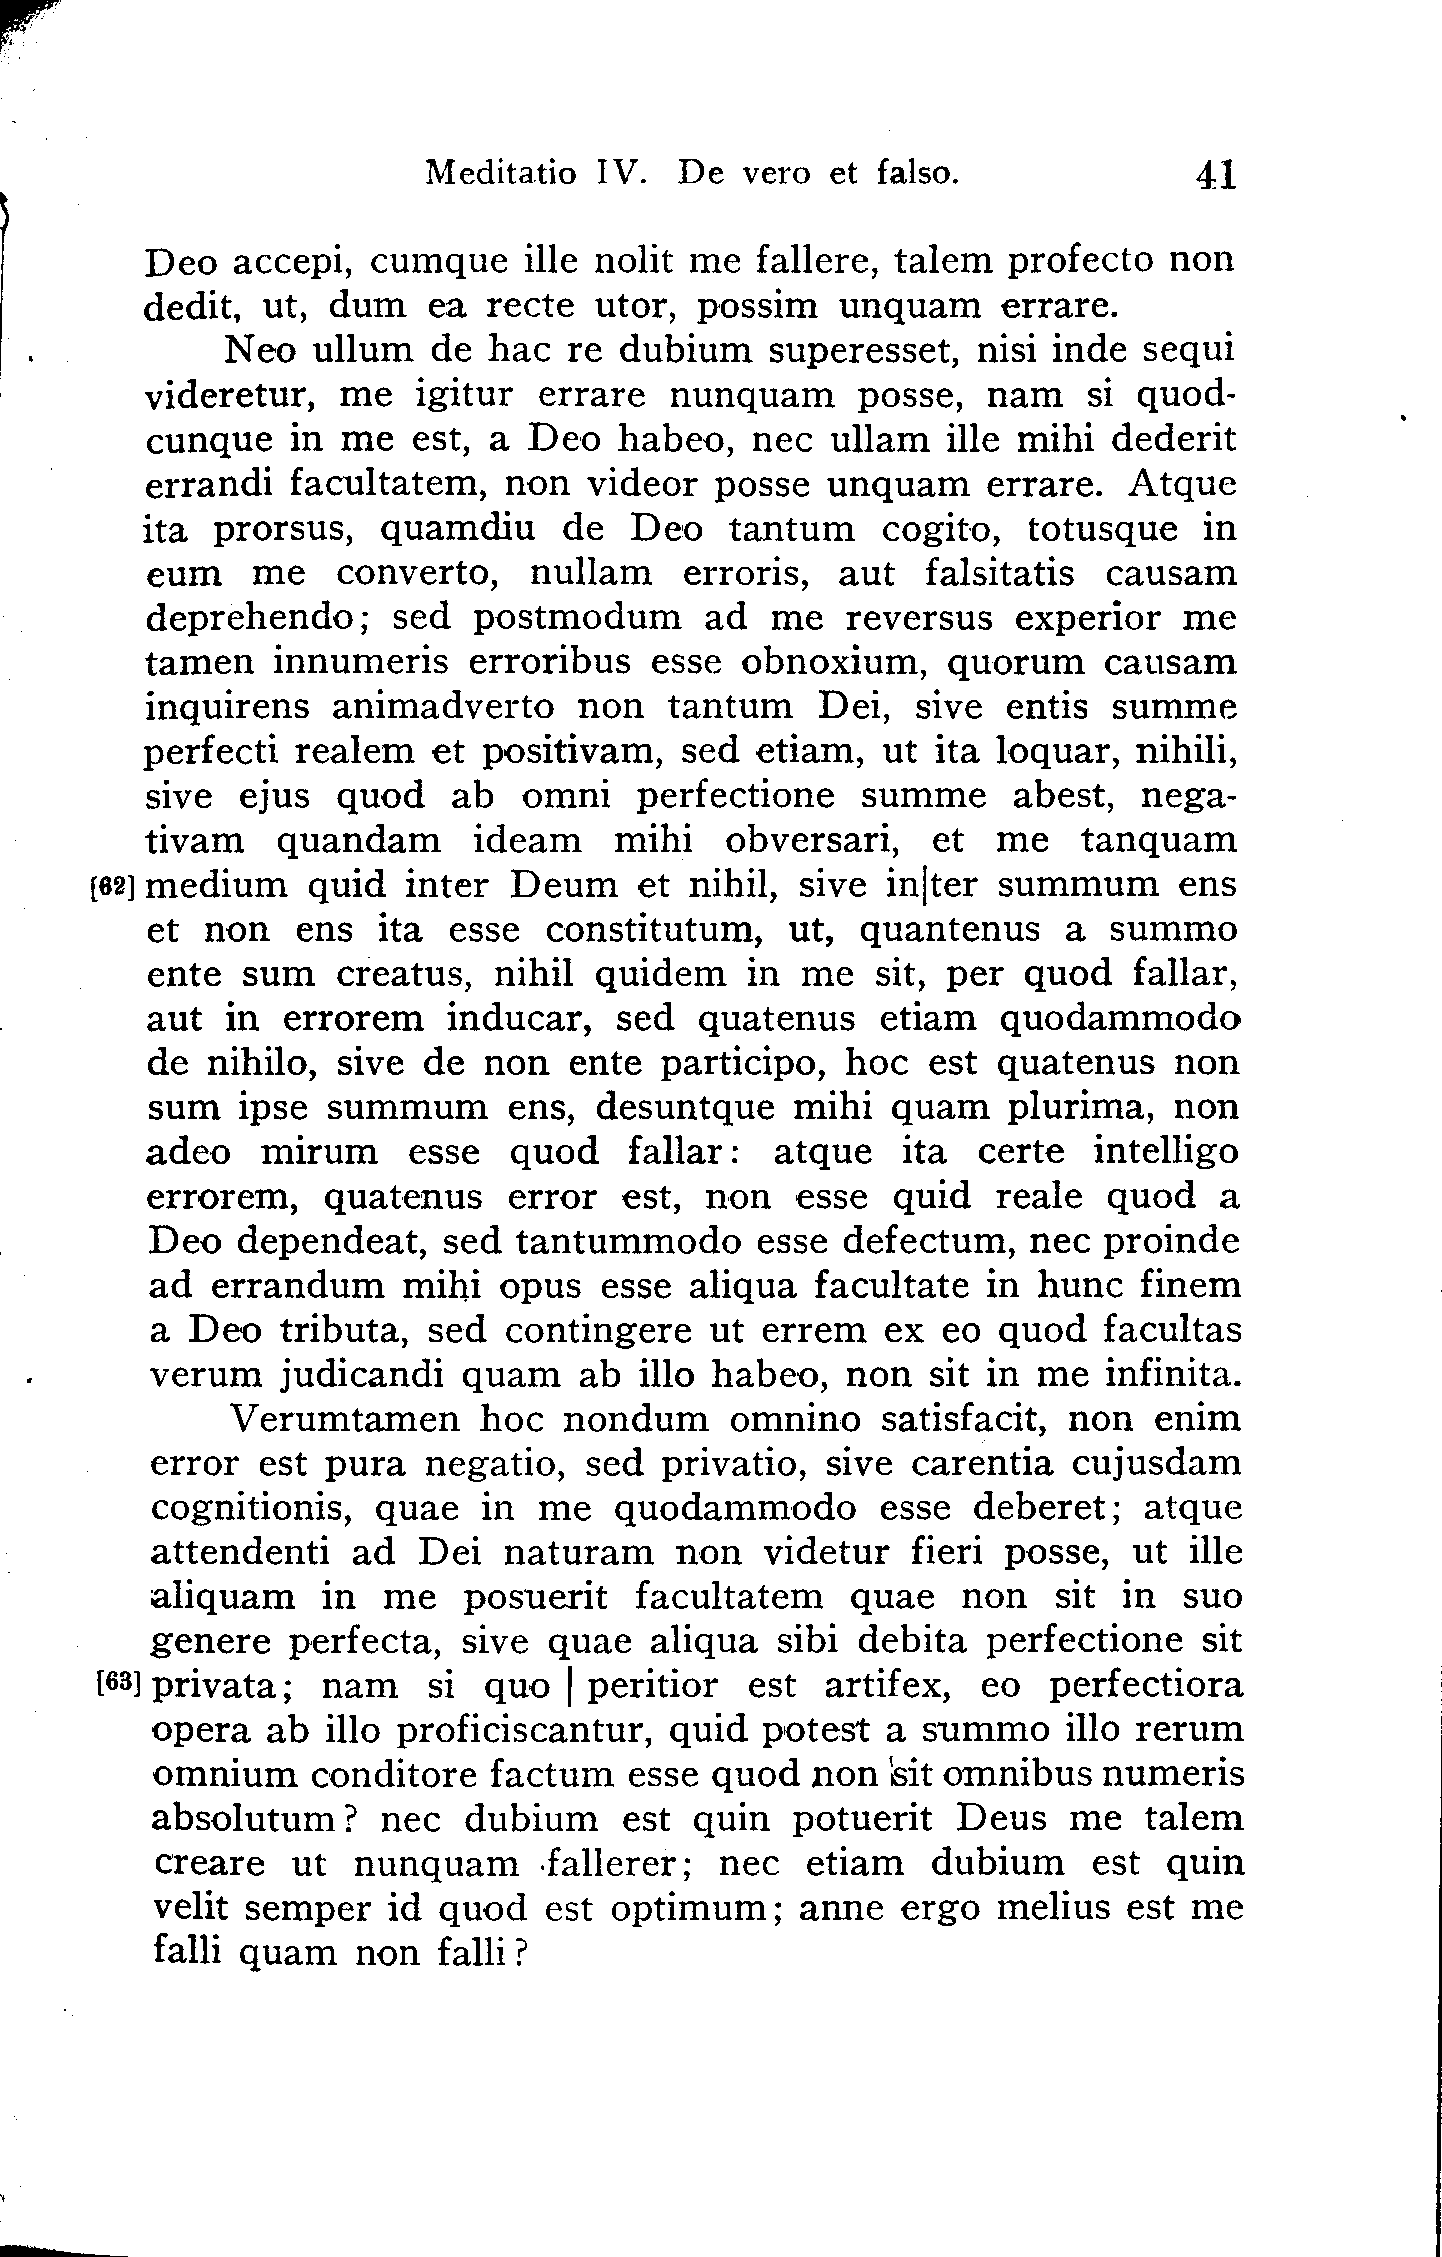 Meditatio IV. De vero et falso. 41
Deo accepi, cumque ille nolit me fallere, talem profecto non
dedit, ut, dum ea recte utor, possim unquam errare.
Neo ullum de hac re dubium superesset, nisi inde sequi
videretur, me igitur errare nunquam posse, nam si quod-
cunque in me est, a Deo habeo, nec ullam ille mihi dederit
errandi facultatem, non videor posse unquam errare. Atque
ita prorsus, quamdiu de Deo tantum cogito, totusque in
eum me converto, nullam erroris, aut falsitatis causam
deprehendo; sed postmodum ad me reversus experior me
tamen innumeris erroribus esse obnoxium, quorum causam
inquirens animadverto non tantum Dei, sive entis summe
perfecti realem et positivam, sed etiam, ut ita loquar, nihili,
sive ejus quod ab omni perfectione summe abest, nega-
tivam quandam ideam mihi obversari, et me tanquam
[62] medium quid inter Deum et nihil, sive in|ter summum ens
et non ens ita esse constitutum, ut, quantenus a summo
ente sum creatus, nihil quidem in me sit, per quod fallar,
aut in errorem inducar, sed quatenus etiam quodammodo
de nihilo, sive de non ente participo, hoc est quatenus non
sum ipse summum ens, desuntque mihi quam plurima, non
adeo mirum esse quod fallar: atque ita certe intelligo
errorem, quatenus error est, non esse quid reale quod a
Deo dependeat, sed tantummodo esse defectum, nec proinde
ad errandum mihi opus esse aliqua facultate in hunc finem
a Deo tributa, sed contingere ut errem ex eo quod facultas
verum judicandi quam ab illo habeo, non sit in me infinita.
Verumtamen hoc nondum omnino satisfacit, non enim
error est pura negatio, sed privatio, sive carentia cujusdam
cognitionis, quae in me quodammodo esse deberet; atque
attendenti ad Dei naturam non videtur fieri posse, ut ille
aliquam in me posuerit facultatem quae non sit in suo
genere perfecta, sive quae aliqua sibi debita perfectione sit
[63] privata; nam si quo | peritior est artifex, eo perfectiora
opera ab illo proficiscantur, quid potest a summo illo rerum
omnium conditore factum esse quod non sit omnibus numeris
absolutum? nec dubium est quin potuerit Deus me talem
creare ut nunquam fallerer; nec etiam dubium est quin
velit semper id quod est optimum; anne ergo melius est me
falli quam non falli?